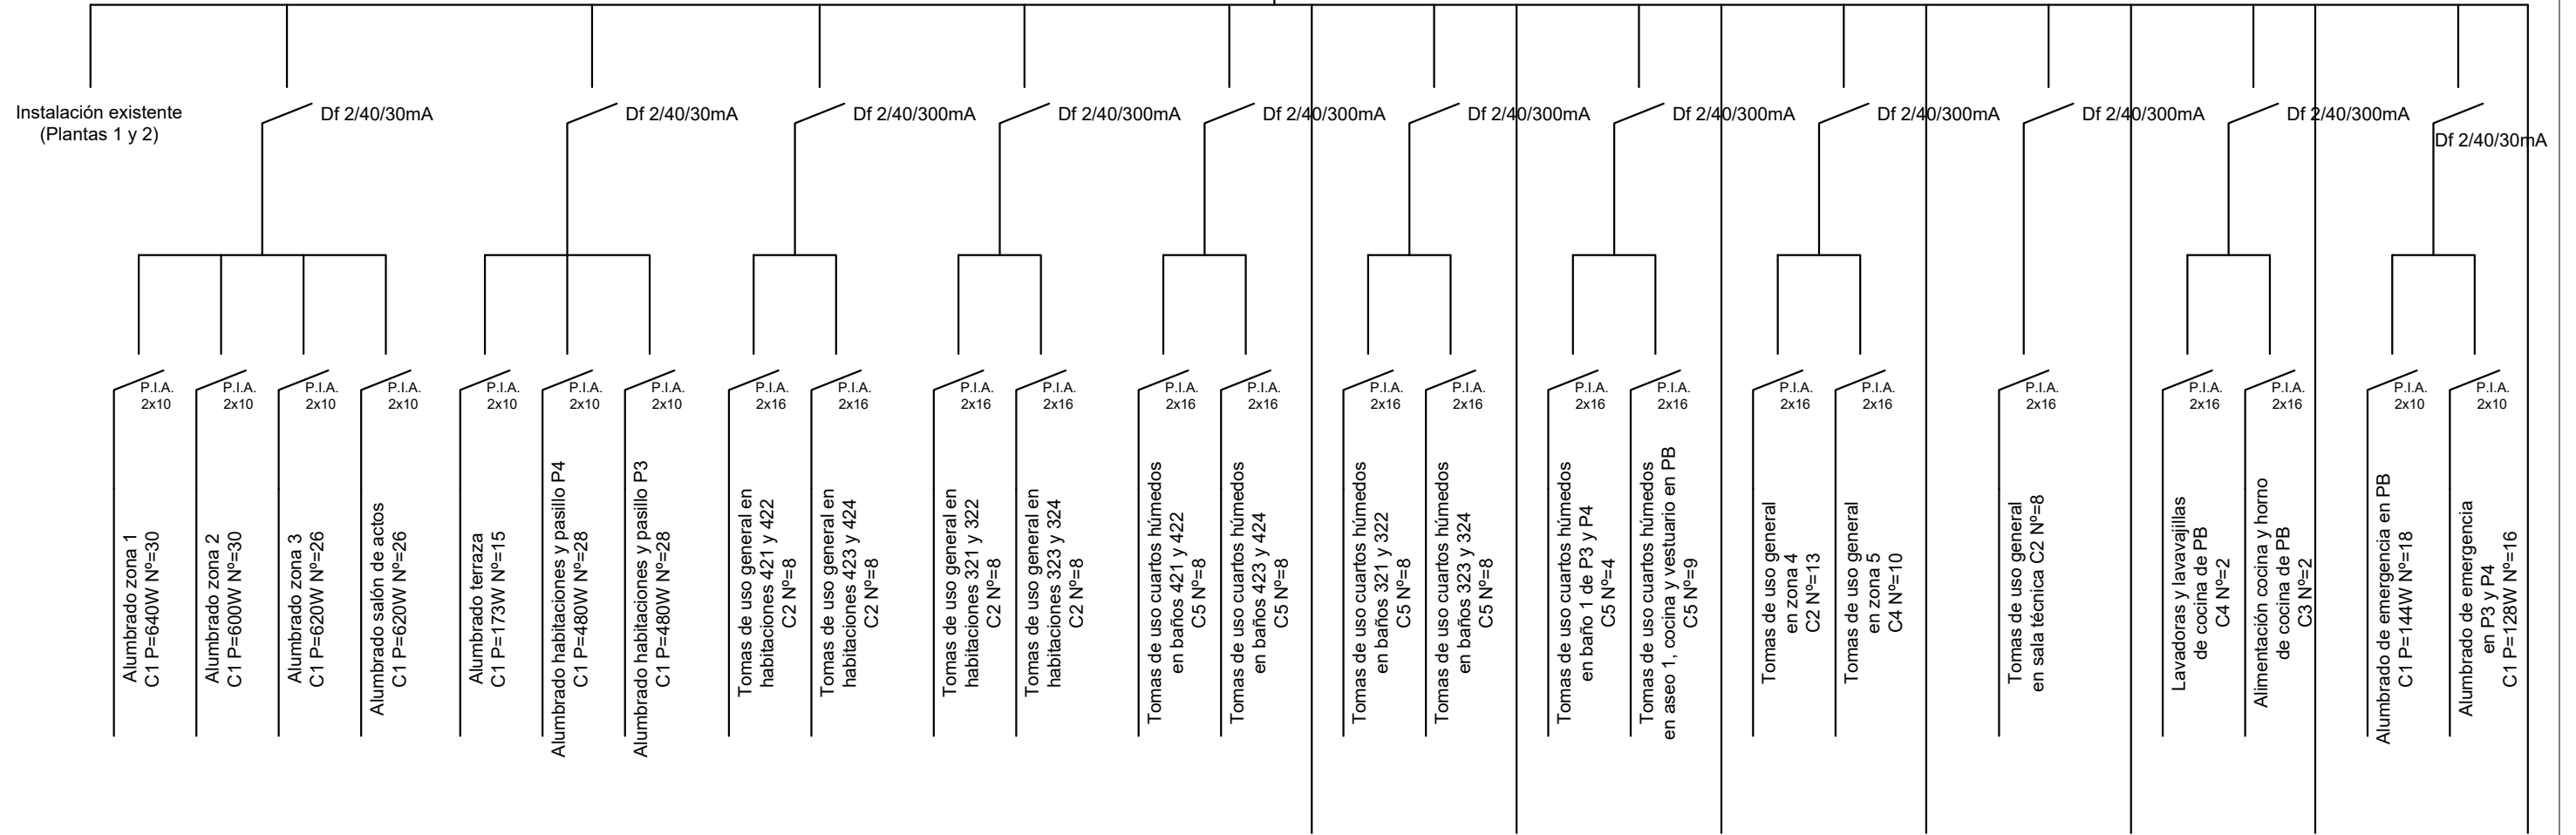 Instalación existente
(Plantas 1 y 2)
Df 2/40/30mA
Df 2/40/30mA
Df 2/40/300mA
Df 2/40/300mA
Df 2/40/300mA
Df 2/40/300mA
Df 2/40/300mA
Df 2/40/300mA
Df 2/40/300mA
Df 2/40/300mA
Df 2/40/30mA
P.I.A.
2x10
P.I.A.
2x10
P.I.A.
2x10
P.I.A.
2x10
P.I.A.
2x10
P.I.A.
2x10
P.I.A.
2x10
P.I.A.
2x16
P.I.A.
2x16
P.I.A.
2x16
P.I.A.
2x16
P.I.A.
2x16
P.I.A.
2x16
P.I.A.
2x16
P.I.A.
2x16
P.I.A.
2x16
P.I.A.
2x16
P.I.A.
2x16
P.I.A.
2x16
P.I.A.
2x16
P.I.A.
2x16
P.I.A.
2x16
P.I.A.
2x10
P.I.A.
2x10
Alumbrado zona 1
C1 P=640W Nº=30
Alumbrado zona 2
C1 P=600W Nº=30
Alumbrado zona 3
C1 P=620W Nº=26
Alumbrado salón de actos
C1 P=620W Nº=26
Alumbrado terraza
C1 P=173W Nº=15
Alumbrado habitaciones y pasillo P4
C1 P=480W Nº=28
Alumbrado habitaciones y pasillo P3
C1 P=480W Nº=28
Tomas de uso general en
habitaciones 421 y 422
C2 Nº=8
Tomas de uso general en
habitaciones 423 y 424
C2 Nº=8
Tomas de uso general en
habitaciones 321 y 322
C2 Nº=8
Tomas de uso general en
habitaciones 323 y 324
C2 Nº=8
Tomas de uso cuartos húmedos
en baños 421 y 422
C5 Nº=8
Tomas de uso cuartos húmedos
en baños 423 y 424
C5 Nº=8
Tomas de uso cuartos húmedos
en baños 321 y 322
C5 Nº=8
Tomas de uso cuartos húmedos
en baños 323 y 324
C5 Nº=8
Tomas de uso cuartos húmedos
en baño 1 de P3 y P4
C5 Nº=4
Tomas de uso cuartos húmedos
en aseo 1, cocina y vestuario en PB
C5 Nº=9
Tomas de uso general
en zona 4
C2 Nº=13
Tomas de uso general
en zona 5
C4 Nº=10
Tomas de uso general
en sala técnica C2 Nº=8
Lavadoras y lavavajillas
de cocina de PB
C4 Nº=2
Alimentación cocina y horno
de cocina de PB
C3 Nº=2
Alumbrado de emergencia en PB
C1 P=144W Nº=18
Alumbrado de emergencia
en P3 y P4
C1 P=128W Nº=16